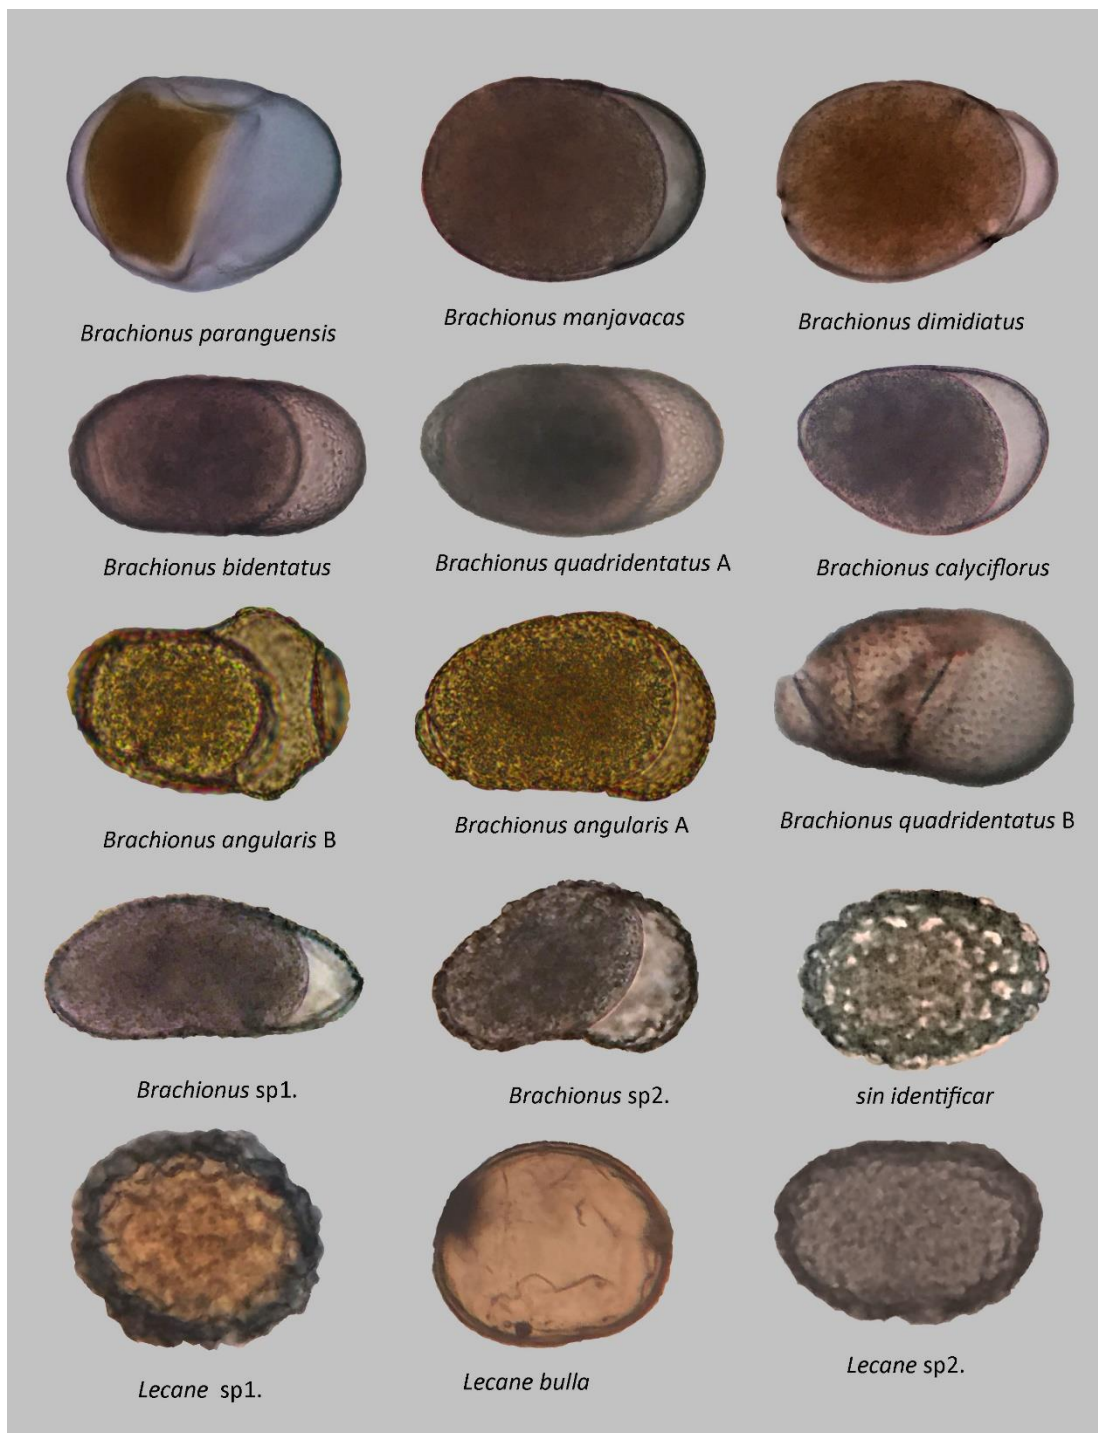 Brachionus paranguensis
Brachionus manjavacas
Brachionus dimidiatus
Brachionus bidentatus
Brachionus quadridentatus A
Brachionus calyciflorus
Brachionus angularis B
Brachionus angularis A
Brachionus quadridentatus B
Brachionus sp1.
Brachionus sp2.
sin identificar
Lecane sp1.
Lecane bulla
Lecane sp2.